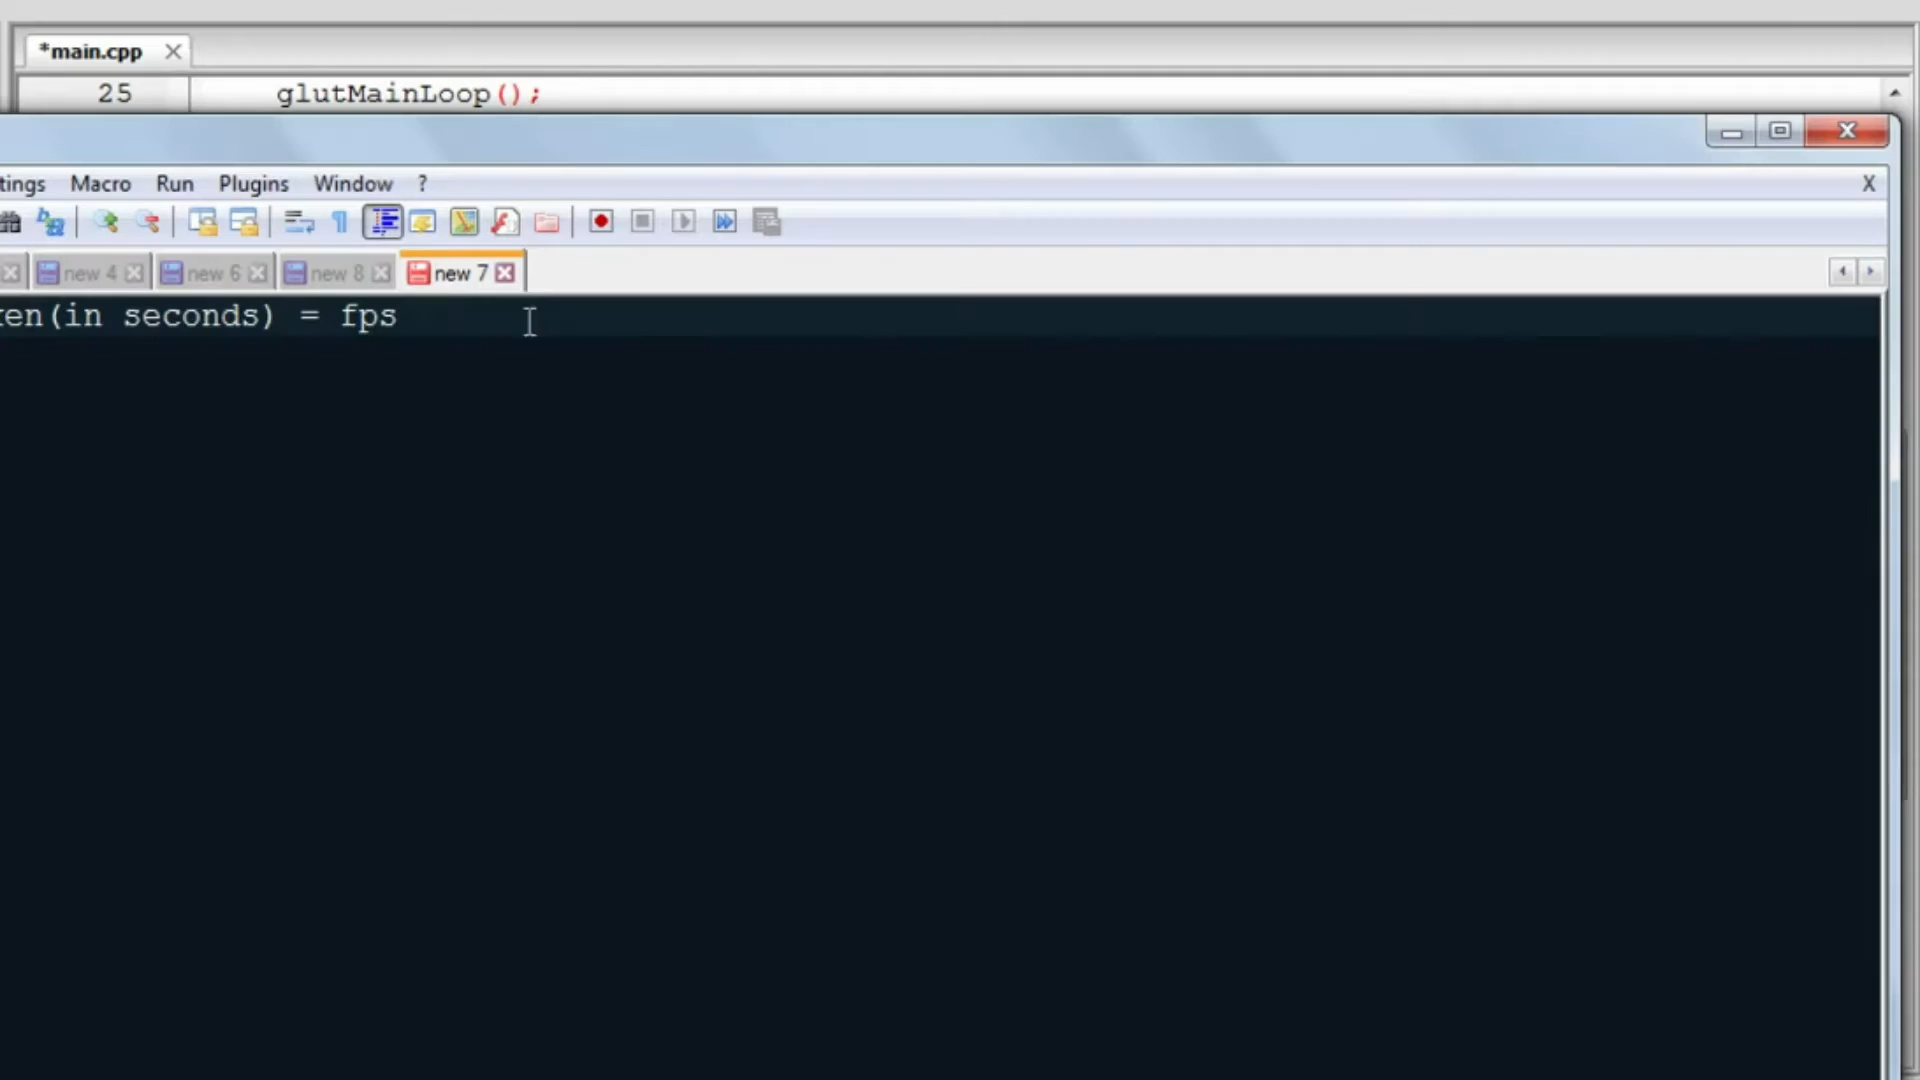 *main.cpp
25 glutMainLoop();
tings Macro Run Plugins Window ? X
new 4 new 6 new 8 new 7
en(in seconds) = fps